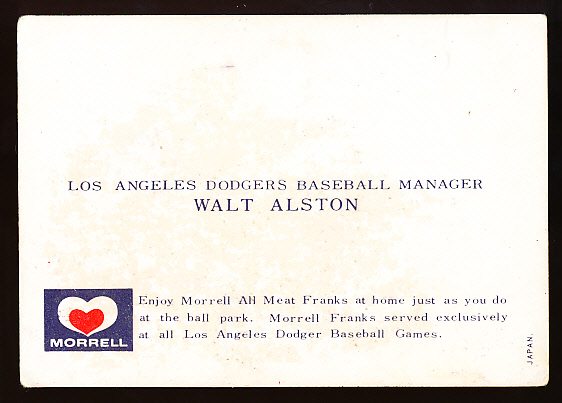 LOS ANGELES DODGERS BASEBALL MANAGER
WALT ALSTON
Enjoy Morrell All Meat Franks at home just as you do
at the ball park. Morrell Franks served exclusively
at all Los Angeles Dodger Baseball Games.
MORRELL
JAPAN.